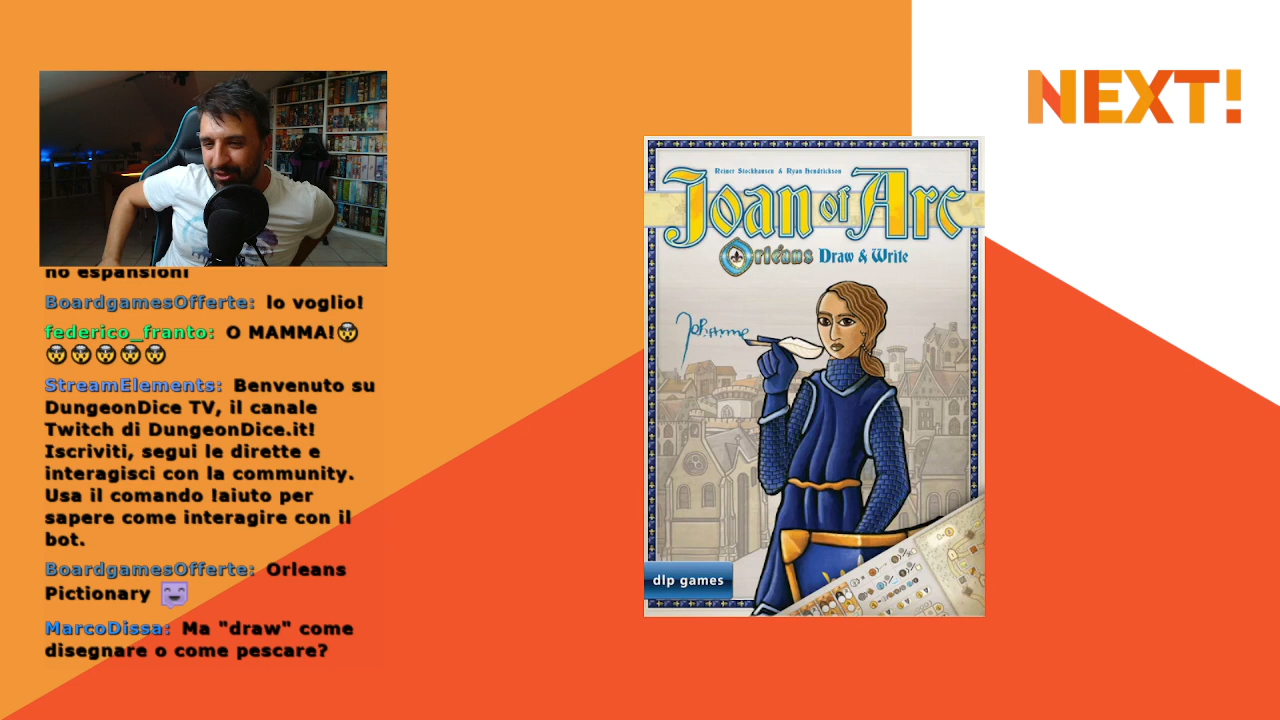 no espansioni
BoardgamesOfferte: lo voglio!
federico_franto: O MAMMA!
StreamElements: Benvenuto su
DungeonDice TV, il canale
Twitch di DungeonDice.it!
Iscriviti, segui le dirette e
interagisci con la community.
Usa il comando !aiuto per
sapere come interagire con il
bot.
BoardgamesOfferte: Orleans
Pictionary
MarcoDissa: Ma "draw" come
disegnare o come pescare?
NEXT!
Reiner Stockhausen & Ryan Hendrickson
Joan of Arc
Orléans Draw & Write
Johanne
dlp games